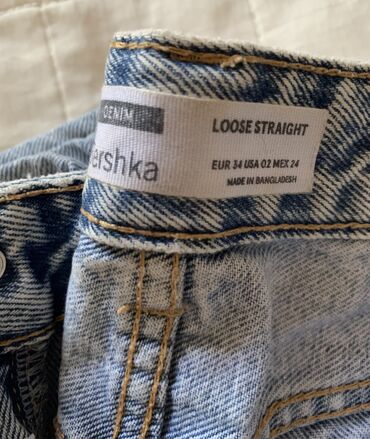 DENIM
ershka
LOOSE STRAIGHT
EUR 34 USA 02 MEX 24
MADE IN BANGLADESH